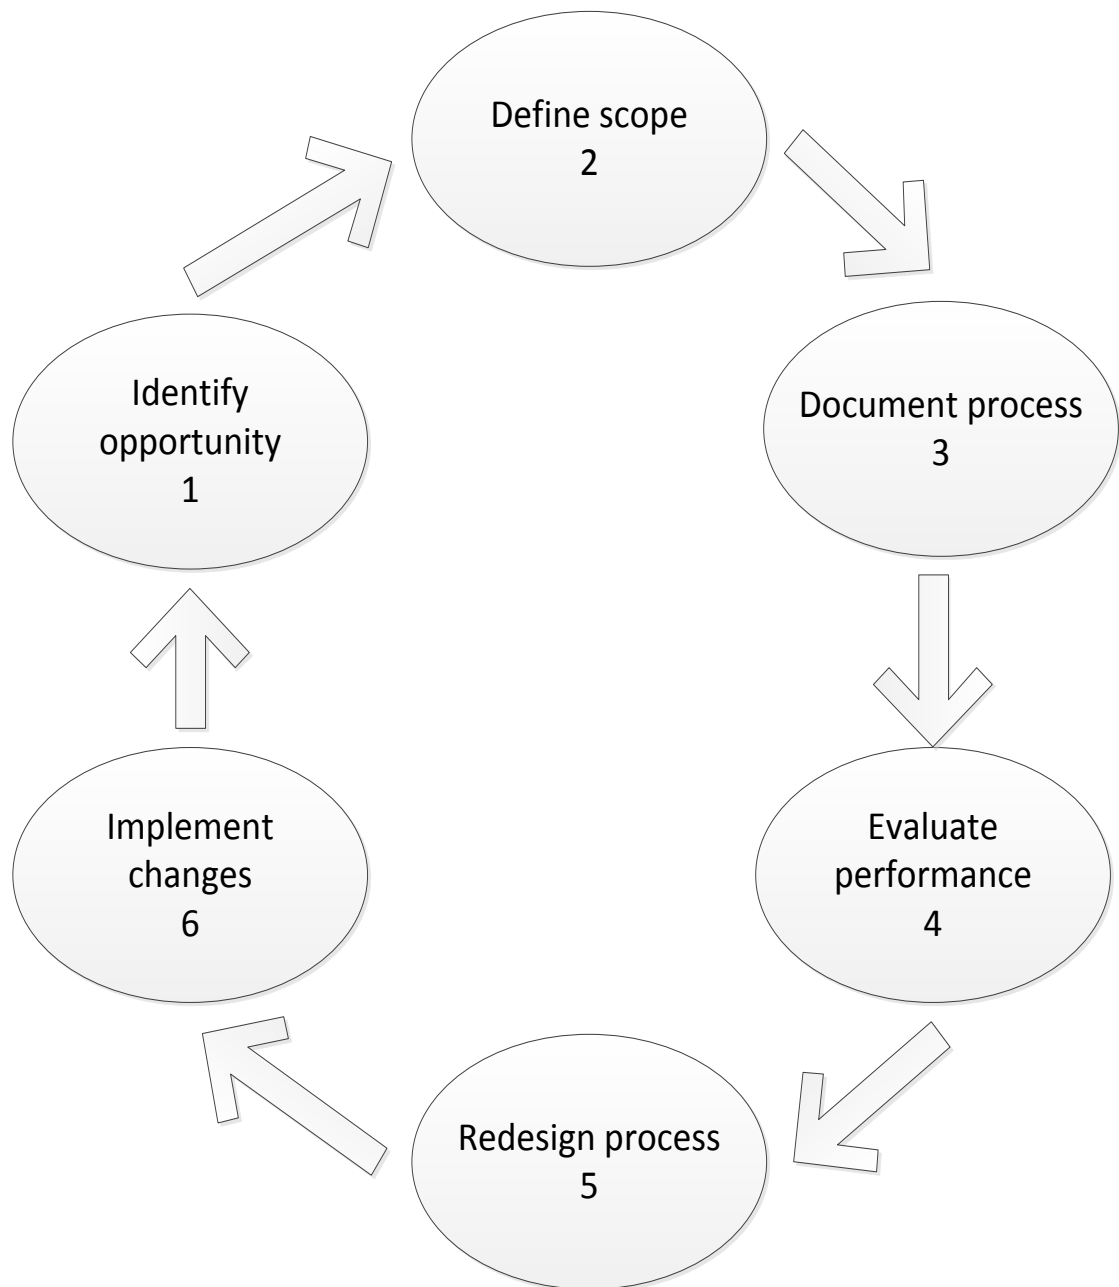 Define scope
2
Identify
opportunity
1
Document process
3
Implement
changes
6
Evaluate
performance
4
Redesign process
5